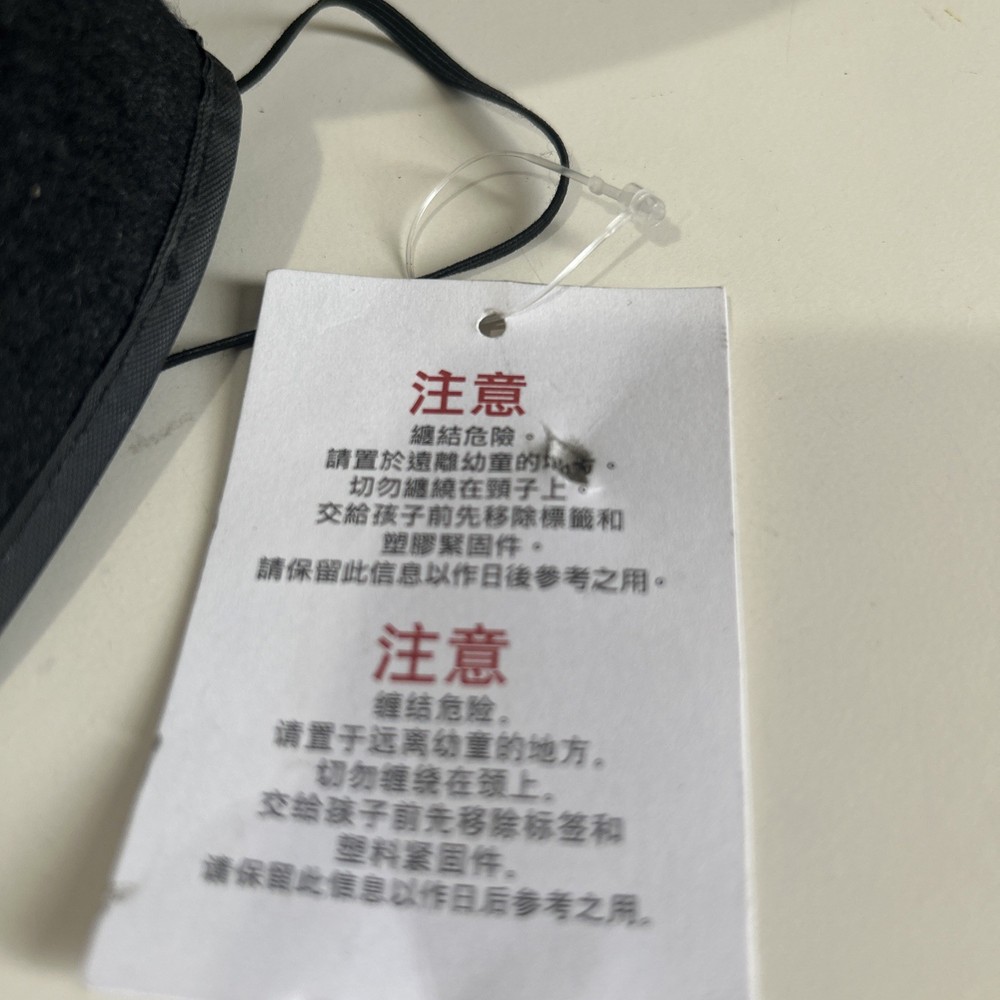 注意
纏結危險。
請置於遠離幼童的地方。
切勿纏繞在頸子上。
交給孩子前先移除標籤和
塑膠緊固件。
請保留此信息以作日後參考之用。
注意
缠结危险。
请置于远离幼童的地方。
切勿缠绕在颈上。
交给孩子前先移除标签和
塑料紧固件。
请保留此信息以作日后参考之用。